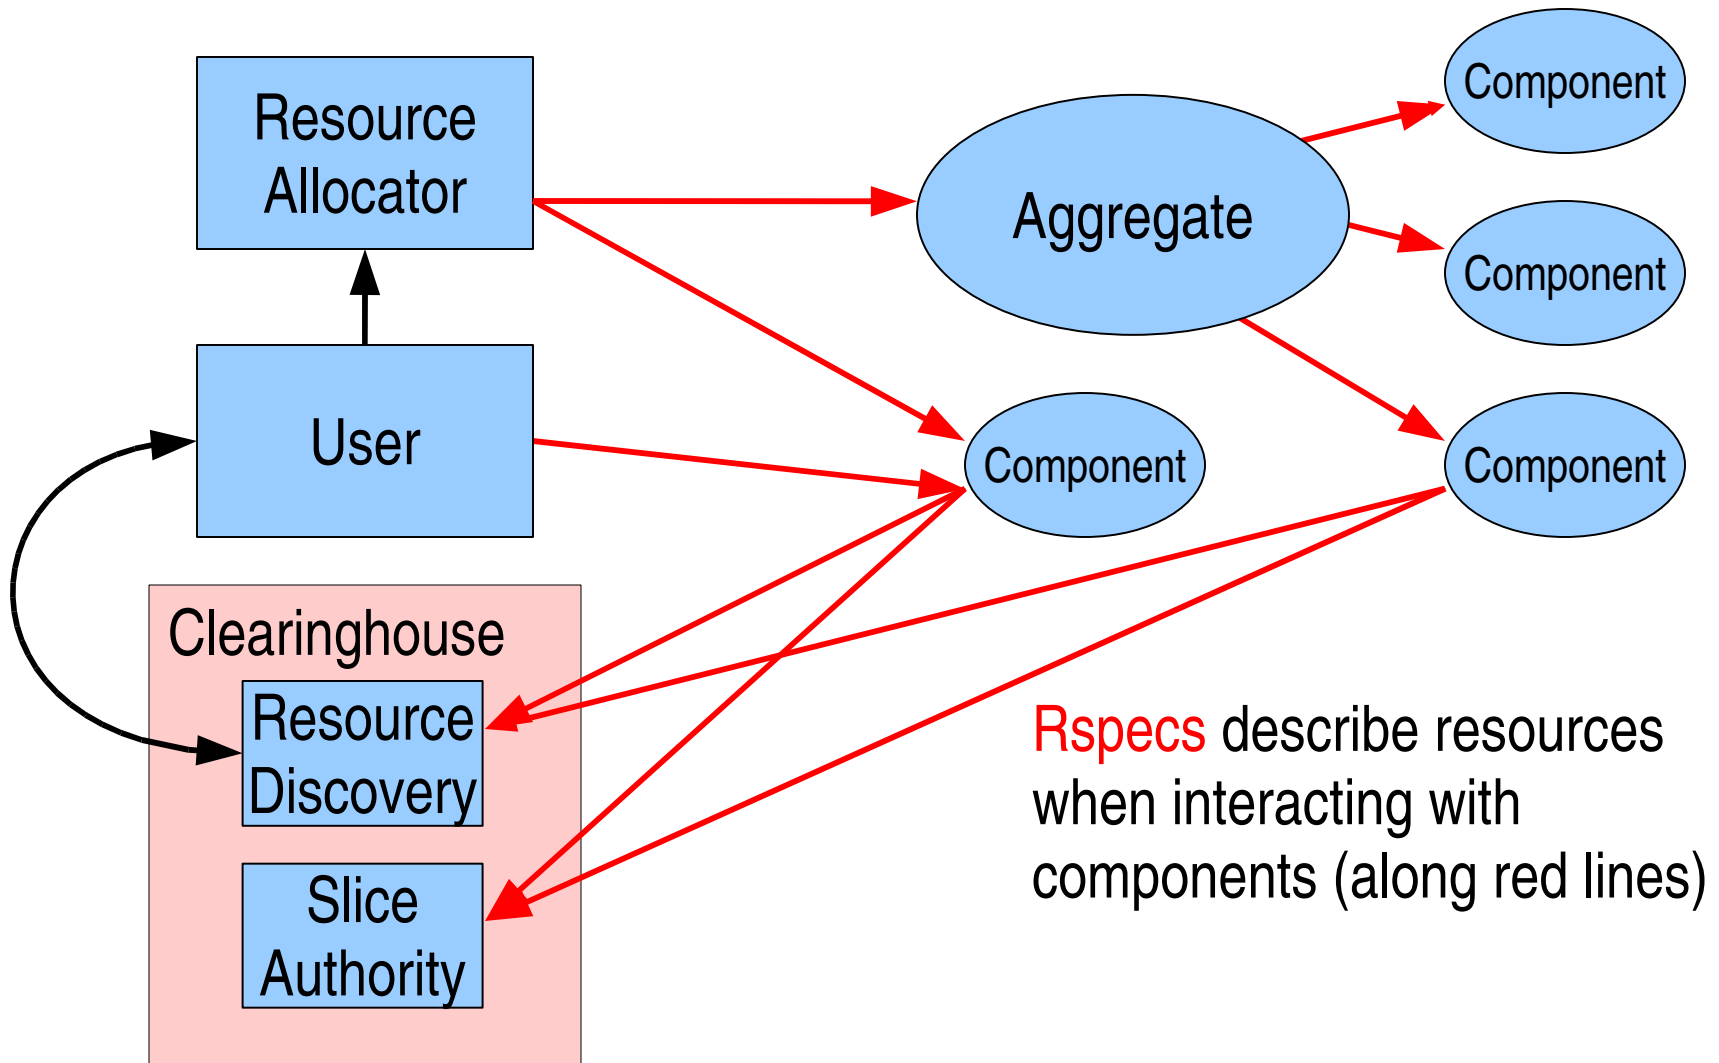 Resource
Allocator
Aggregate
Component
Component
User
Component
Component
Clearinghouse
Resource
Discovery
Slice
Authority
Rspecs describe resources
when interacting with
components (along red lines)